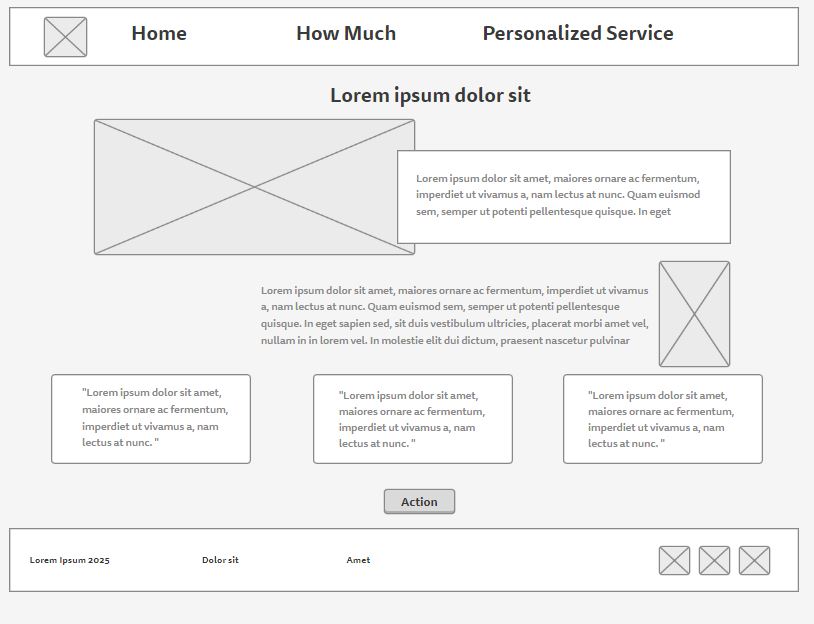 Home
How Much
Personalized Service
Lorem ipsum dolor sit
Lorem ipsum dolor sit amet, maiores ornare ac fermentum,
imperdiet ut vivamus a, nam lectus at nunc. Quam euismod
sem, semper ut potenti pellentesque quisque. In eget
Lorem ipsum dolor sit amet, maiores ornare ac fermentum, imperdiet ut vivamus
a, nam lectus at nunc. Quam euismod sem, semper ut potenti pellentesque
quisque. In eget sapien sed, sit duis vestibulum ultricies, placerat morbi amet vel,
nullam in in lorem vel. In molestie elit dui dictum, praesent nascetur pulvinar
"Lorem ipsum dolor sit amet,
maiores ornare ac fermentum,
imperdiet ut vivamus a, nam
lectus at nunc. "
"Lorem ipsum dolor sit amet,
maiores ornare ac fermentum,
imperdiet ut vivamus a, nam
lectus at nunc. "
"Lorem ipsum dolor sit amet,
maiores ornare ac fermentum,
imperdiet ut vivamus a, nam
lectus at nunc. "
Action
Lorem Ipsum 2025
Dolor sit
Amet